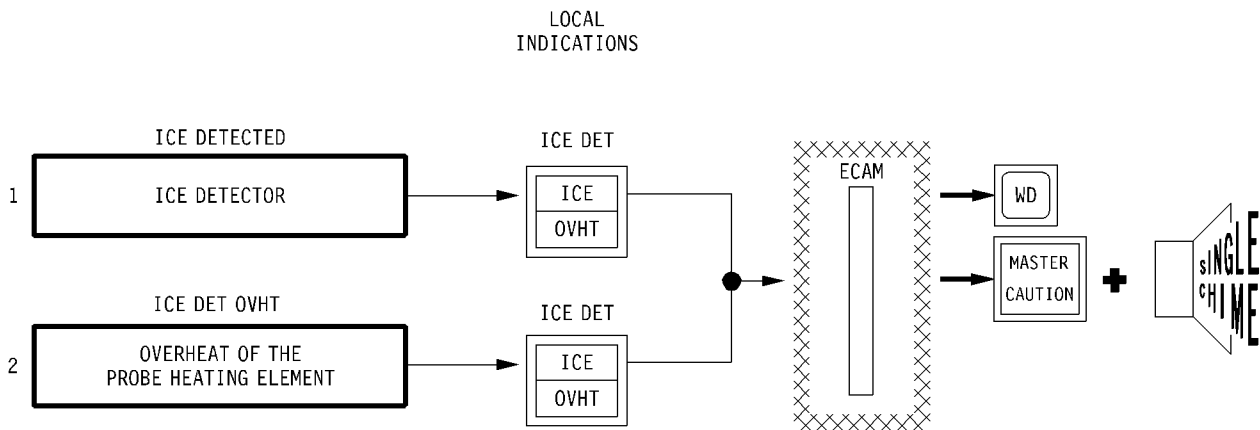 LOCAL
INDICATIONS
ICE DETECTED
1
ICE DETECTOR
ICE DET
ICE
OVHT
ICE DET OVHT
2
OVERHEAT OF THE
PROBE HEATING ELEMENT
ICE DET
ICE
OVHT
ECAM
WD
MASTER
CAUTION
SINGLE
CHIME